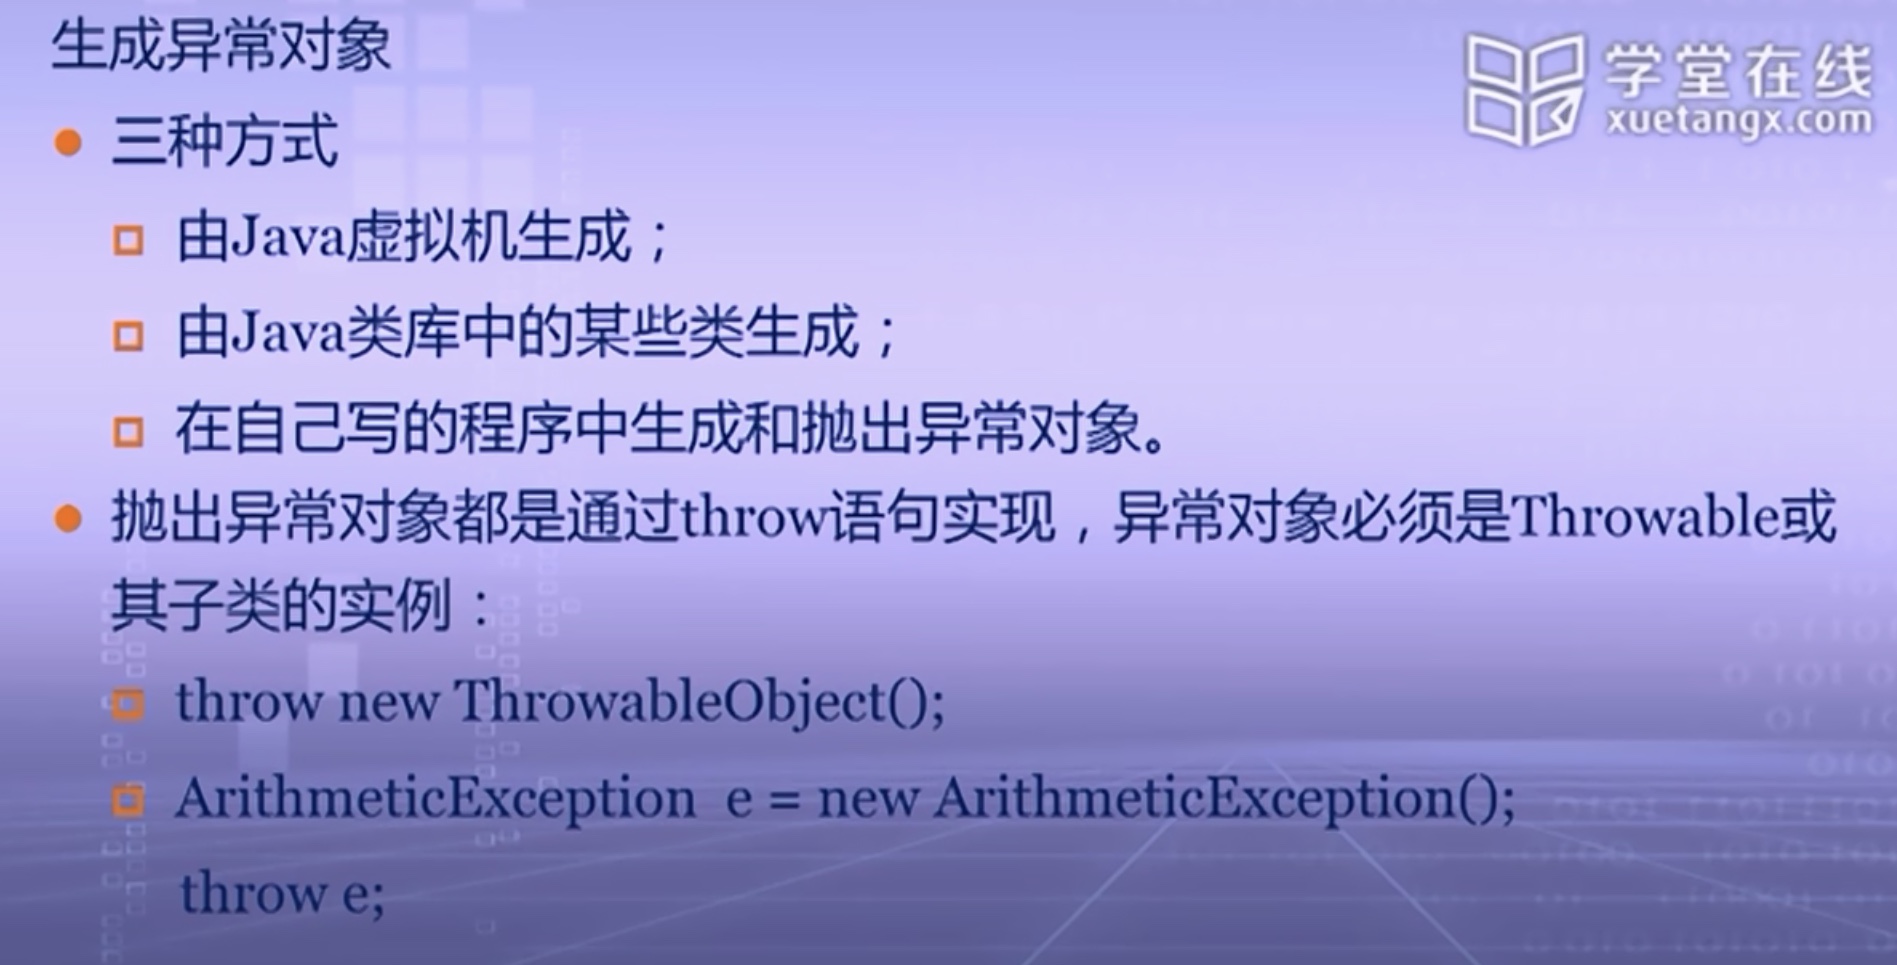 生成异常对象
学堂在线
xuetangx.com
三种方式
由Java虚拟机生成；
由Java类库中的某些类生成；
在自己写的程序中生成和抛出异常对象。
抛出异常对象都是通过throw语句实现，异常对象必须是Throwable或
其子类的实例：
throw new ThrowableObject();
ArithmeticException e = new ArithmeticException();
throw e;